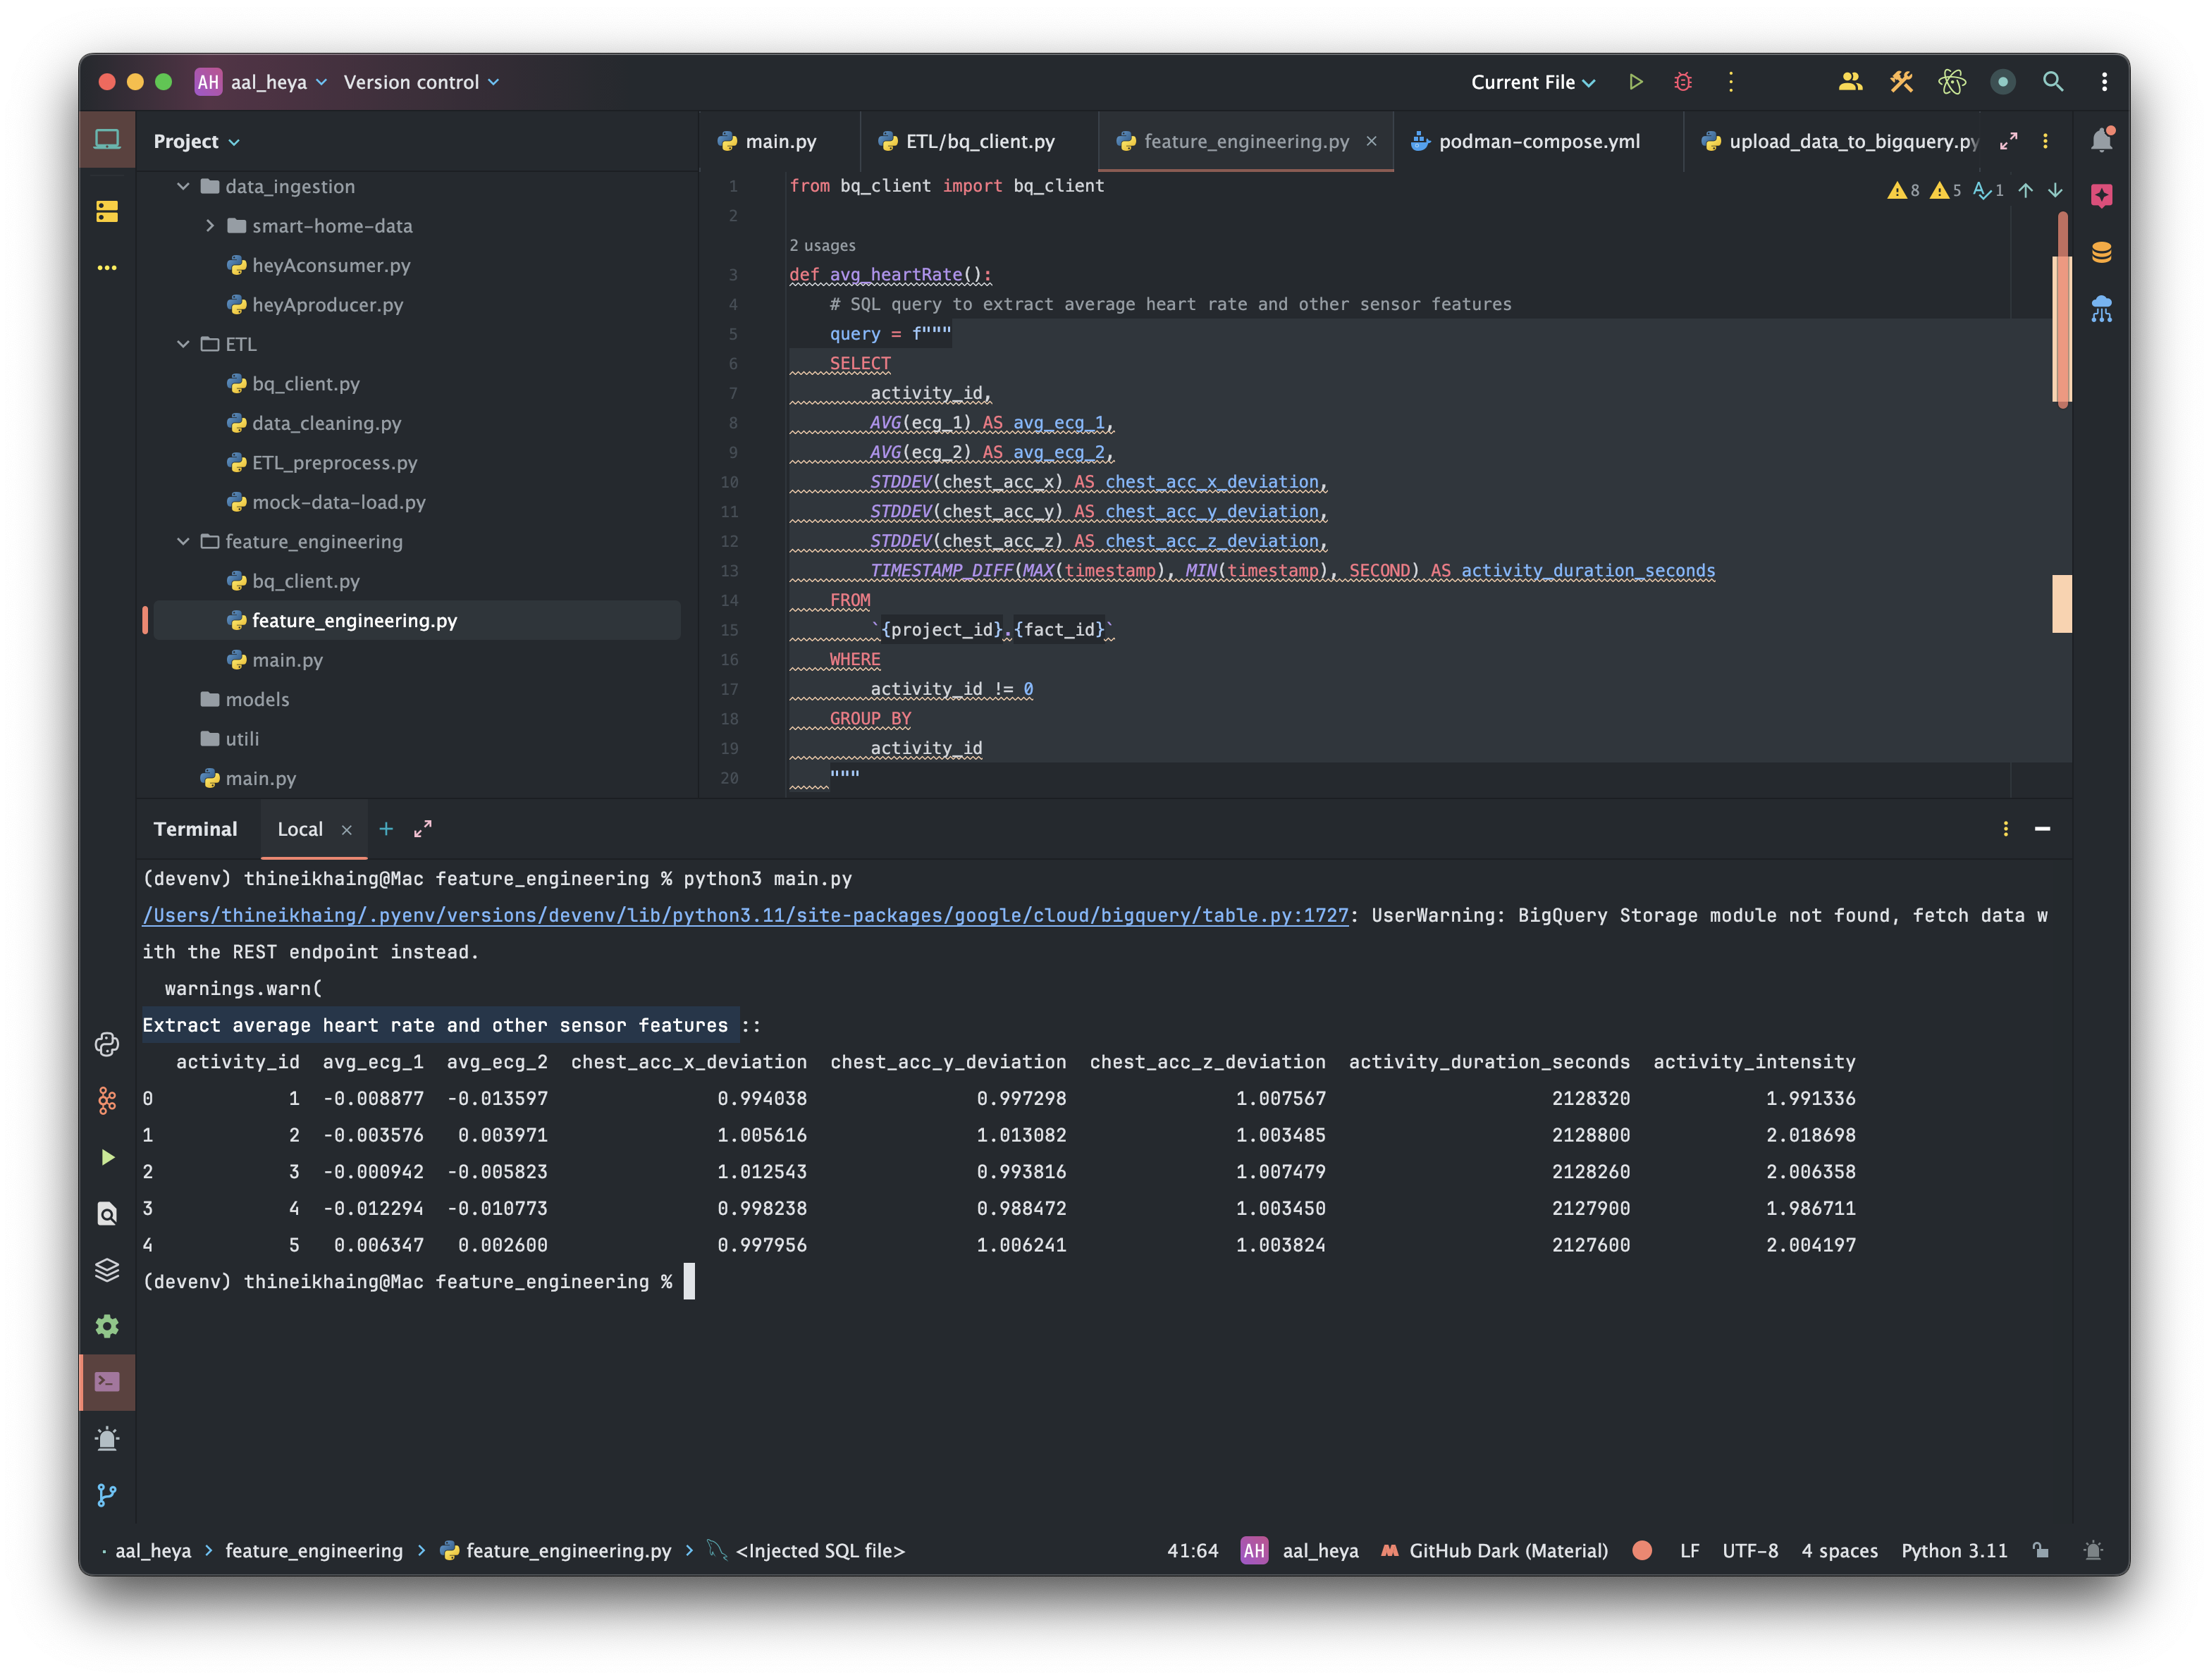 AH aal_heya Version control Current File
Project
data_ingestion
smart-home-data
heyAconsumer.py
heyAproducer.py
ETL
bq_client.py
data_cleaning.py
ETL_preprocess.py
mock-data-load.py
feature_engineering
bq_client.py
feature_engineering.py
main.py
models
utili
main.py
main.py ETL/bq_client.py feature_engineering.py podman-compose.yml upload_data_to_bigquery.py
8 5 1
1 from bq_client import bq_client
2
2 usages
3 def avg_heartRate():
4 # SQL query to extract average heart rate and other sensor features
5 query = f"""
6 SELECT
7 activity_id,
8 AVG(ecg_1) AS avg_ecg_1,
9 AVG(ecg_2) AS avg_ecg_2,
10 STDDEV(chest_acc_x) AS chest_acc_x_deviation,
11 STDDEV(chest_acc_y) AS chest_acc_y_deviation,
12 STDDEV(chest_acc_z) AS chest_acc_z_deviation,
13 TIMESTAMP_DIFF(MAX(timestamp), MIN(timestamp), SECOND) AS activity_duration_seconds
14 FROM
15 `{project_id}.{fact_id}`
16 WHERE
17 activity_id != 0
18 GROUP BY
19 activity_id
20 """
Terminal Local
(devenv) thineikhaing@Mac feature_engineering % python3 main.py
/Users/thineikhaing/.pyenv/versions/devenv/lib/python3.11/site-packages/google/cloud/bigquery/table.py:1727: UserWarning: BigQuery Storage module not found, fetch data w
ith the REST endpoint instead.
warnings.warn(
Extract average heart rate and other sensor features ::
activity_id avg_ecg_1 avg_ecg_2 chest_acc_x_deviation chest_acc_y_deviation chest_acc_z_deviation activity_duration_seconds activity_intensity
0 1 -0.008877 -0.013597 0.994038 0.997298 1.007567 2128320 1.991336
1 2 -0.003576 0.003971 1.005616 1.013082 1.003485 2128800 2.018698
2 3 -0.000942 -0.005823 1.012543 0.993816 1.007479 2128260 2.006358
3 4 -0.012294 -0.010773 0.998238 0.988472 1.003450 2127900 1.986711
4 5 0.006347 0.002600 0.997956 1.006241 1.003824 2127600 2.004197
(devenv) thineikhaing@Mac feature_engineering %
aal_heya > feature_engineering > feature_engineering.py > <Injected SQL file> 41:64 AH aal_heya GitHub Dark (Material) LF UTF-8 4 spaces Python 3.11